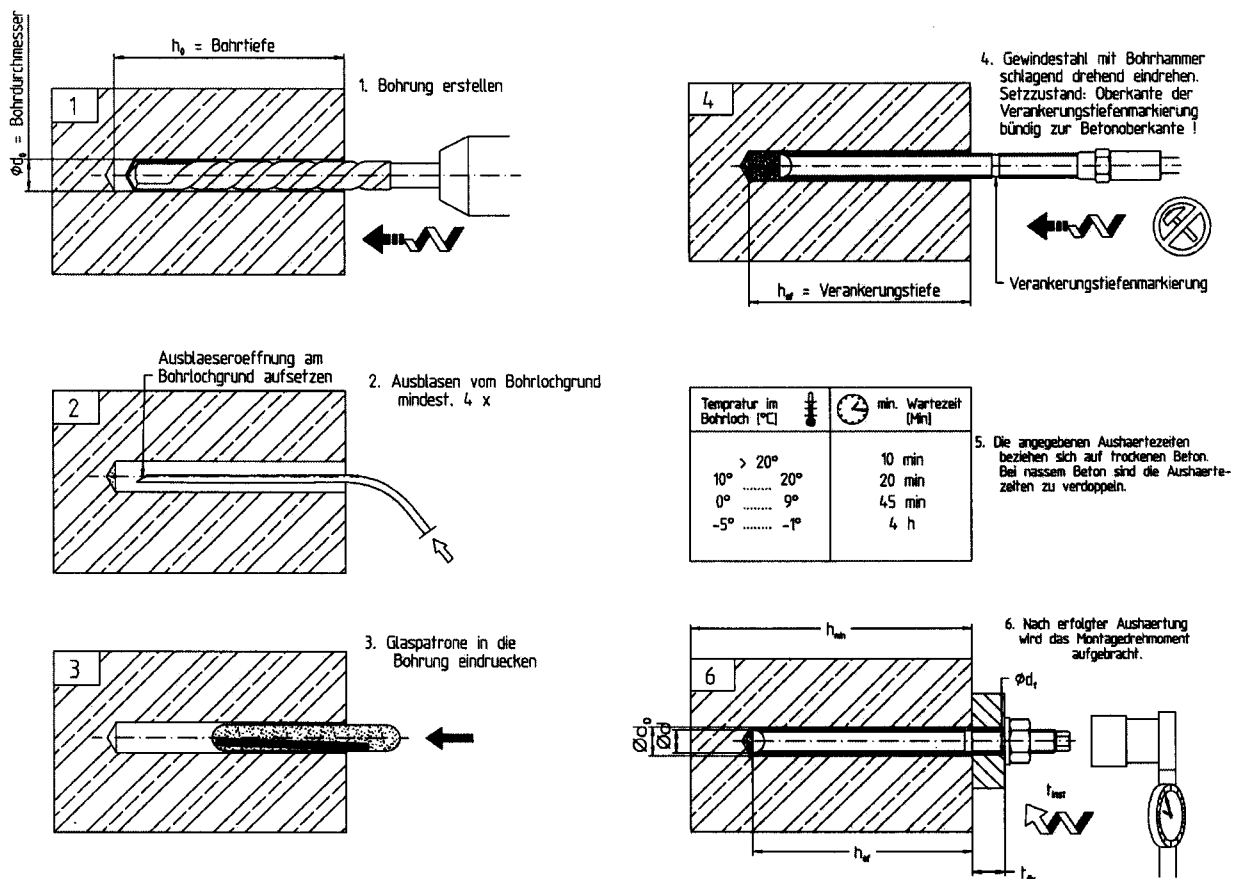 h₀ = Bohrtiefe
Ød₀ = Bohrdurchmesser
1
1. Bohrung erstellen
Ausblaeseroeffnung am
Bohrlochgrund aufsetzen
2
2. Ausblasen vom Bohrlochgrund
mindest. 4 x
3
3. Glaspatrone in die
Bohrung eindruecken
4
4. Gewindestahl mit Bohrhammer
schlagend drehend eindrehen.
Setzzustand: Oberkante der
Verankerungstiefenmarkierung
bündig zur Betonoberkante !
hef = Verankerungstiefe
Verankerungstiefenmarkierung
Tempratur im min. Wartezeit
Bohrloch [°C] [Min]
> 20° 10 min
10° ........ 20° 20 min
0° ........ 9° 45 min
-5° ........ -1° 4 h
5. Die angegebenen Aushaertezeiten
beziehen sich auf trockenen Beton.
Bei nassem Beton sind die Aushaerte-
zeiten zu verdoppeln.
6
6. Nach erfolgter Aushaertung
wird das Montagedrehmoment
aufgebracht.
hmin
Ødf
Ød₀
Ød
tinst
hef